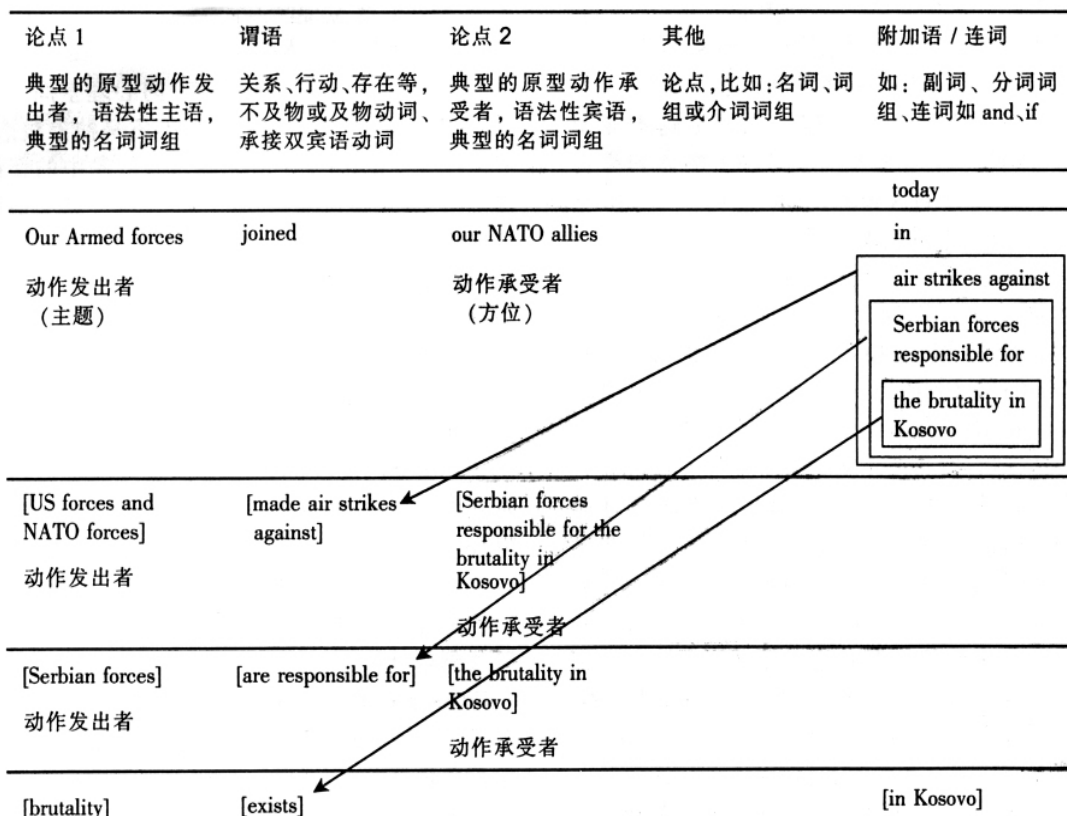 论点 1 谓语 论点 2 其他 附加语 / 连词
典型的原型动作发 关系、行动、存在等, 典型的原型动作承 论点,比如:名词、词 如: 副词、分词词
出者, 语法性主语, 不及物或及物动词、 受者, 语法性宾语, 组或介词词组 组、连词如 and、if
典型的名词词组 承接双宾语动词 典型的名词词组
today
Our Armed forces joined our NATO allies in
动作发出者 动作承受者 air strikes against
(主题) (方位) Serbian forces
responsible for
the brutality in
Kosovo
[US forces and [made air strikes [Serbian forces
NATO forces] against] responsible for the
brutality in
动作发出者 Kosovo]
动作承受者
[Serbian forces] [are responsible for] [the brutality in
Kosovo]
动作发出者
动作承受者
[brutality] [exists] [in Kosovo]